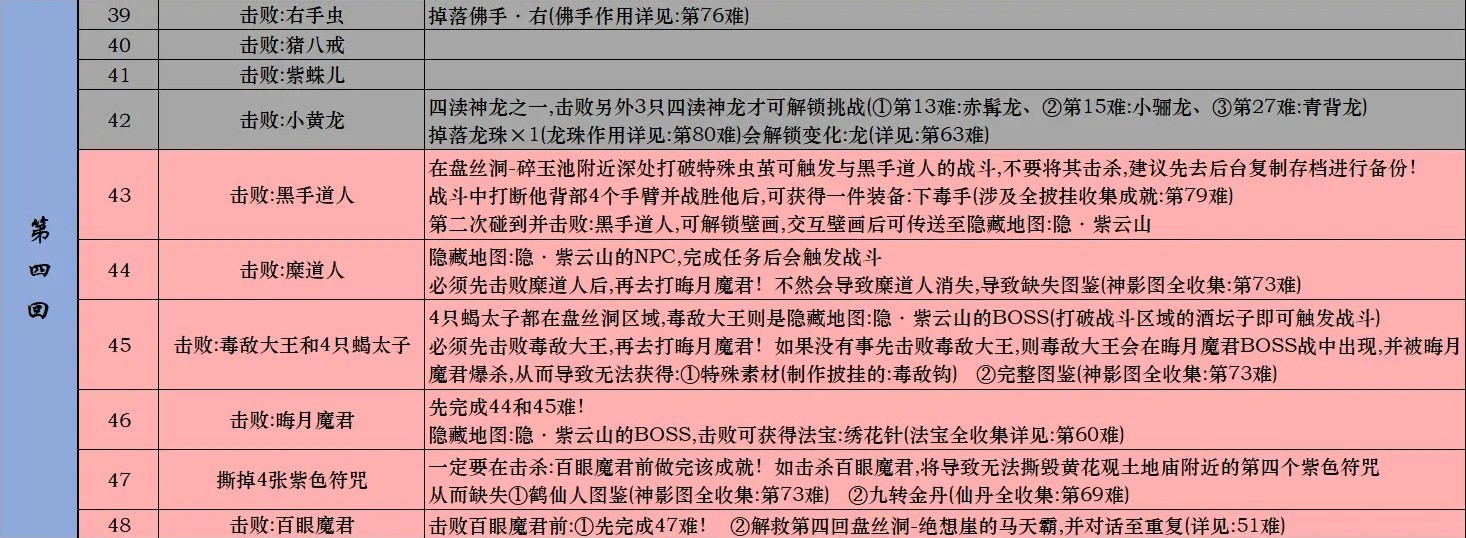 第四回
39 击败:右手虫 掉落佛手·右(佛手作用详见:第76难)
40 击败:猪八戒
41 击败:紫蛛儿
42 击败:小黄龙
四渎神龙之一,击败另外3只四渎神龙才可解锁挑战(①第13难:赤髯龙、②第15难:小骊龙、③第27难:青背龙)
掉落龙珠×1(龙珠作用详见:第80难)会解锁变化:龙(详见:第63难)
43 击败:黑手道人
在盘丝洞-碎玉池附近深处打破特殊虫茧可触发与黑手道人的战斗,不要将其击杀,建议先去后台复制存档进行备份!
战斗中打断他背部4个手臂并战胜他后,可获得一件装备:下毒手(涉及全披挂收集成就:第79难)
第二次碰到并击败:黑手道人,可解锁壁画,交互壁画后可传送至隐藏地图:隐·紫云山
44 击败:糜道人
隐藏地图:隐·紫云山的NPC,完成任务后会触发战斗
必须先击败糜道人后,再去打晦月魔君!不然会导致糜道人消失,导致缺失图鉴(神影图全收集:第73难)
45 击败:毒敌大王和4只蝎太子
4只蝎太子都在盘丝洞区域,毒敌大王则是隐藏地图:隐·紫云山的BOSS(打破战斗区域的酒坛子即可触发战斗)
必须先击败毒敌大王,再去打晦月魔君!如果没有事先击败毒敌大王,则毒敌大王会在晦月魔君BOSS战中出现,并被晦月
魔君爆杀,从而导致无法获得:①特殊素材(制作披挂的:毒敌钩) ②完整图鉴(神影图全收集:第73难)
46 击败:晦月魔君
先完成44和45难!
隐藏地图:隐·紫云山的BOSS,击败可获得法宝:绣花针(法宝全收集详见:第60难)
47 撕掉4张紫色符咒
一定要在击杀:百眼魔君前做完该成就!如击杀百眼魔君,将导致无法撕毁黄花观土地庙附近的第四个紫色符咒
从而缺失①鹤仙人图鉴(神影图全收集:第73难) ②九转金丹(仙丹全收集:第69难)
48 击败:百眼魔君 击败百眼魔君前:①先完成47难! ②解救第四回盘丝洞-绝想崖的马天霸,并对话至重复(详见:51难)